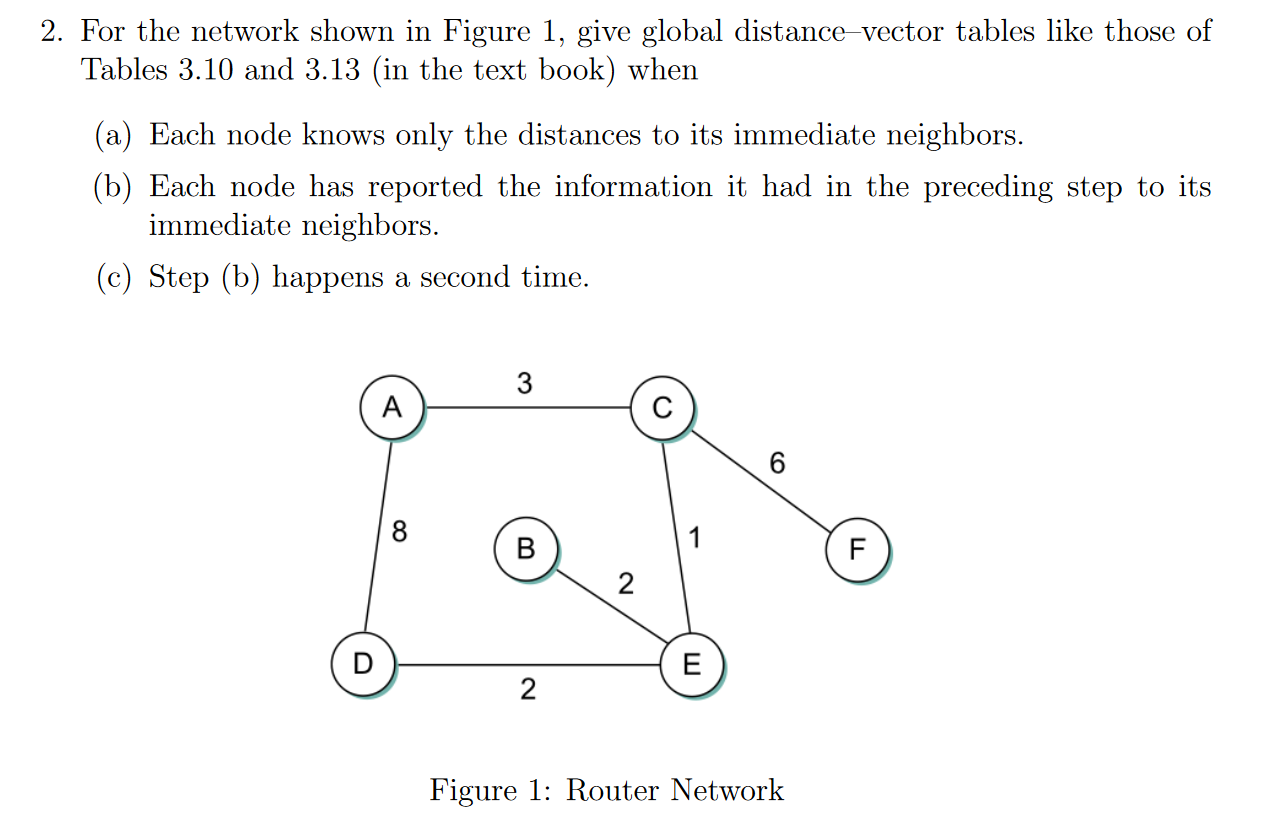 2. For the network shown in Figure 1, give global distance–vector tables like those of
Tables 3.10 and 3.13 (in the text book) when
(a) Each node knows only the distances to its immediate neighbors.
(b) Each node has reported the information it had in the preceding step to its
immediate neighbors.
(c) Step (b) happens a second time.
3
A
C
6
8
B
1
F
2
D
E
2
Figure 1: Router Network